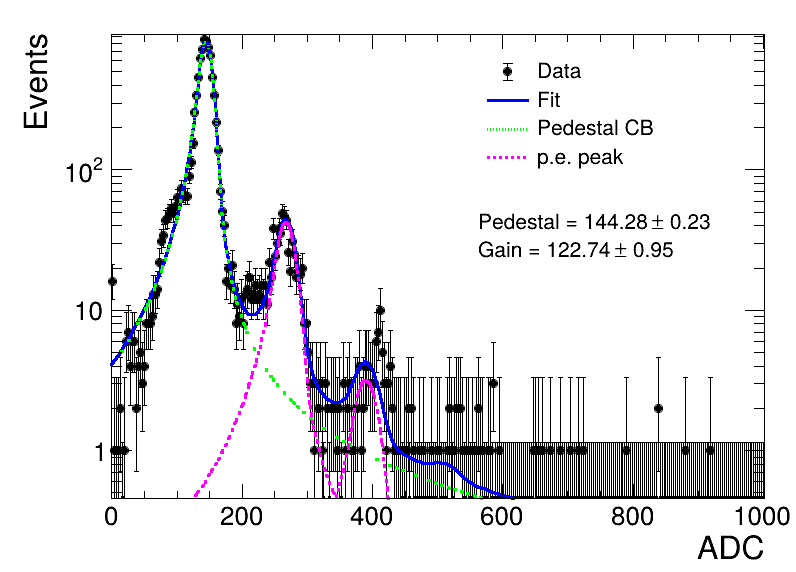 Events
Data
Fit
Pedestal CB
p.e. peak
Pedestal = 144.28 ± 0.23
Gain = 122.74 ± 0.95
10²
10
1
0 200 400 600 800 1000
ADC